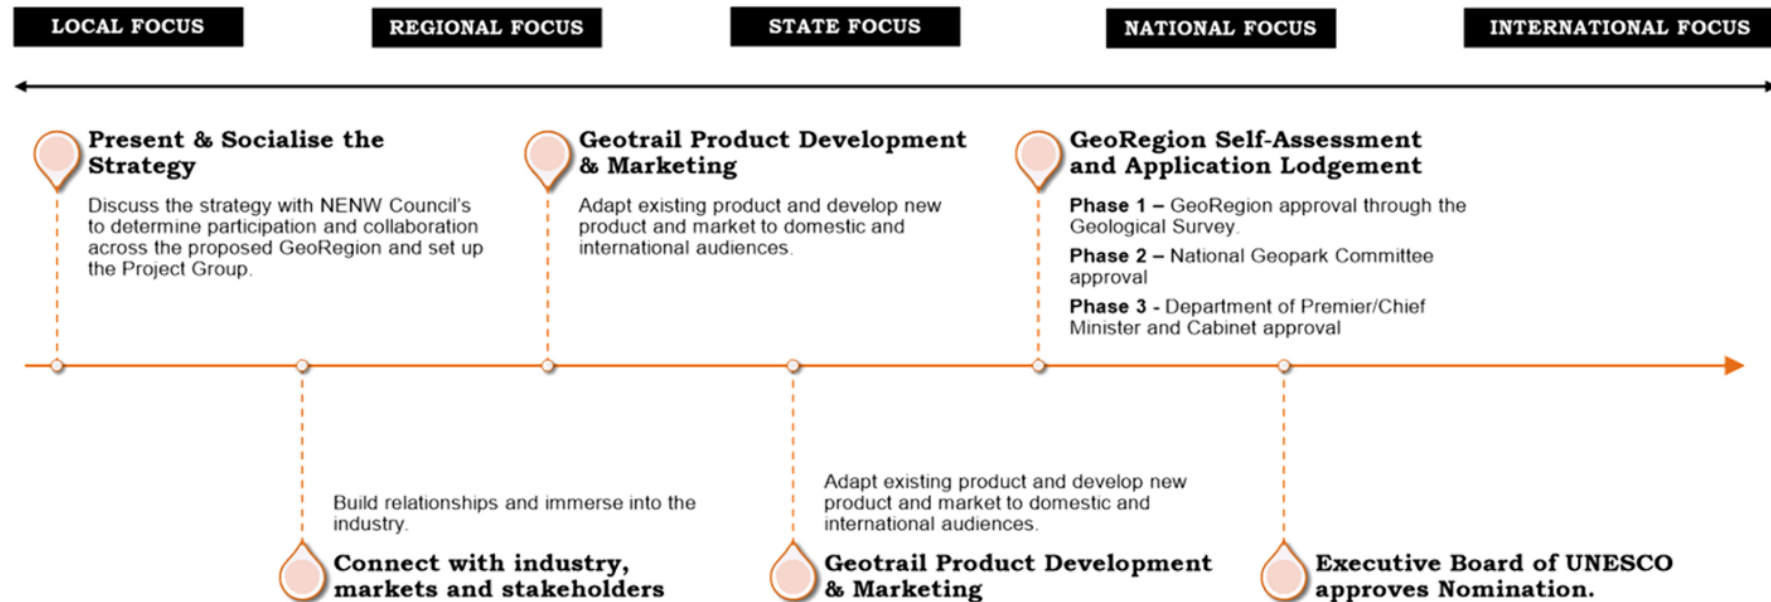 LOCAL FOCUS
REGIONAL FOCUS
STATE FOCUS
NATIONAL FOCUS
INTERNATIONAL FOCUS
Present & Socialise the
Strategy
Discuss the strategy with NENW Council's
to determine participation and collaboration
across the proposed GeoRegion and set up
the Project Group.
Geotrail Product Development
& Marketing
Adapt existing product and develop new
product and market to domestic and
international audiences.
GeoRegion Self-Assessment
and Application Lodgement
Phase 1 – GeoRegion approval through the
Geological Survey.
Phase 2 – National Geopark Committee
approval
Phase 3 - Department of Premier/Chief
Minister and Cabinet approval
Build relationships and immerse into the
industry.
Connect with industry,
markets and stakeholders
Adapt existing product and develop new
product and market to domestic and
international audiences.
Geotrail Product Development
& Marketing
Executive Board of UNESCO
approves Nomination.